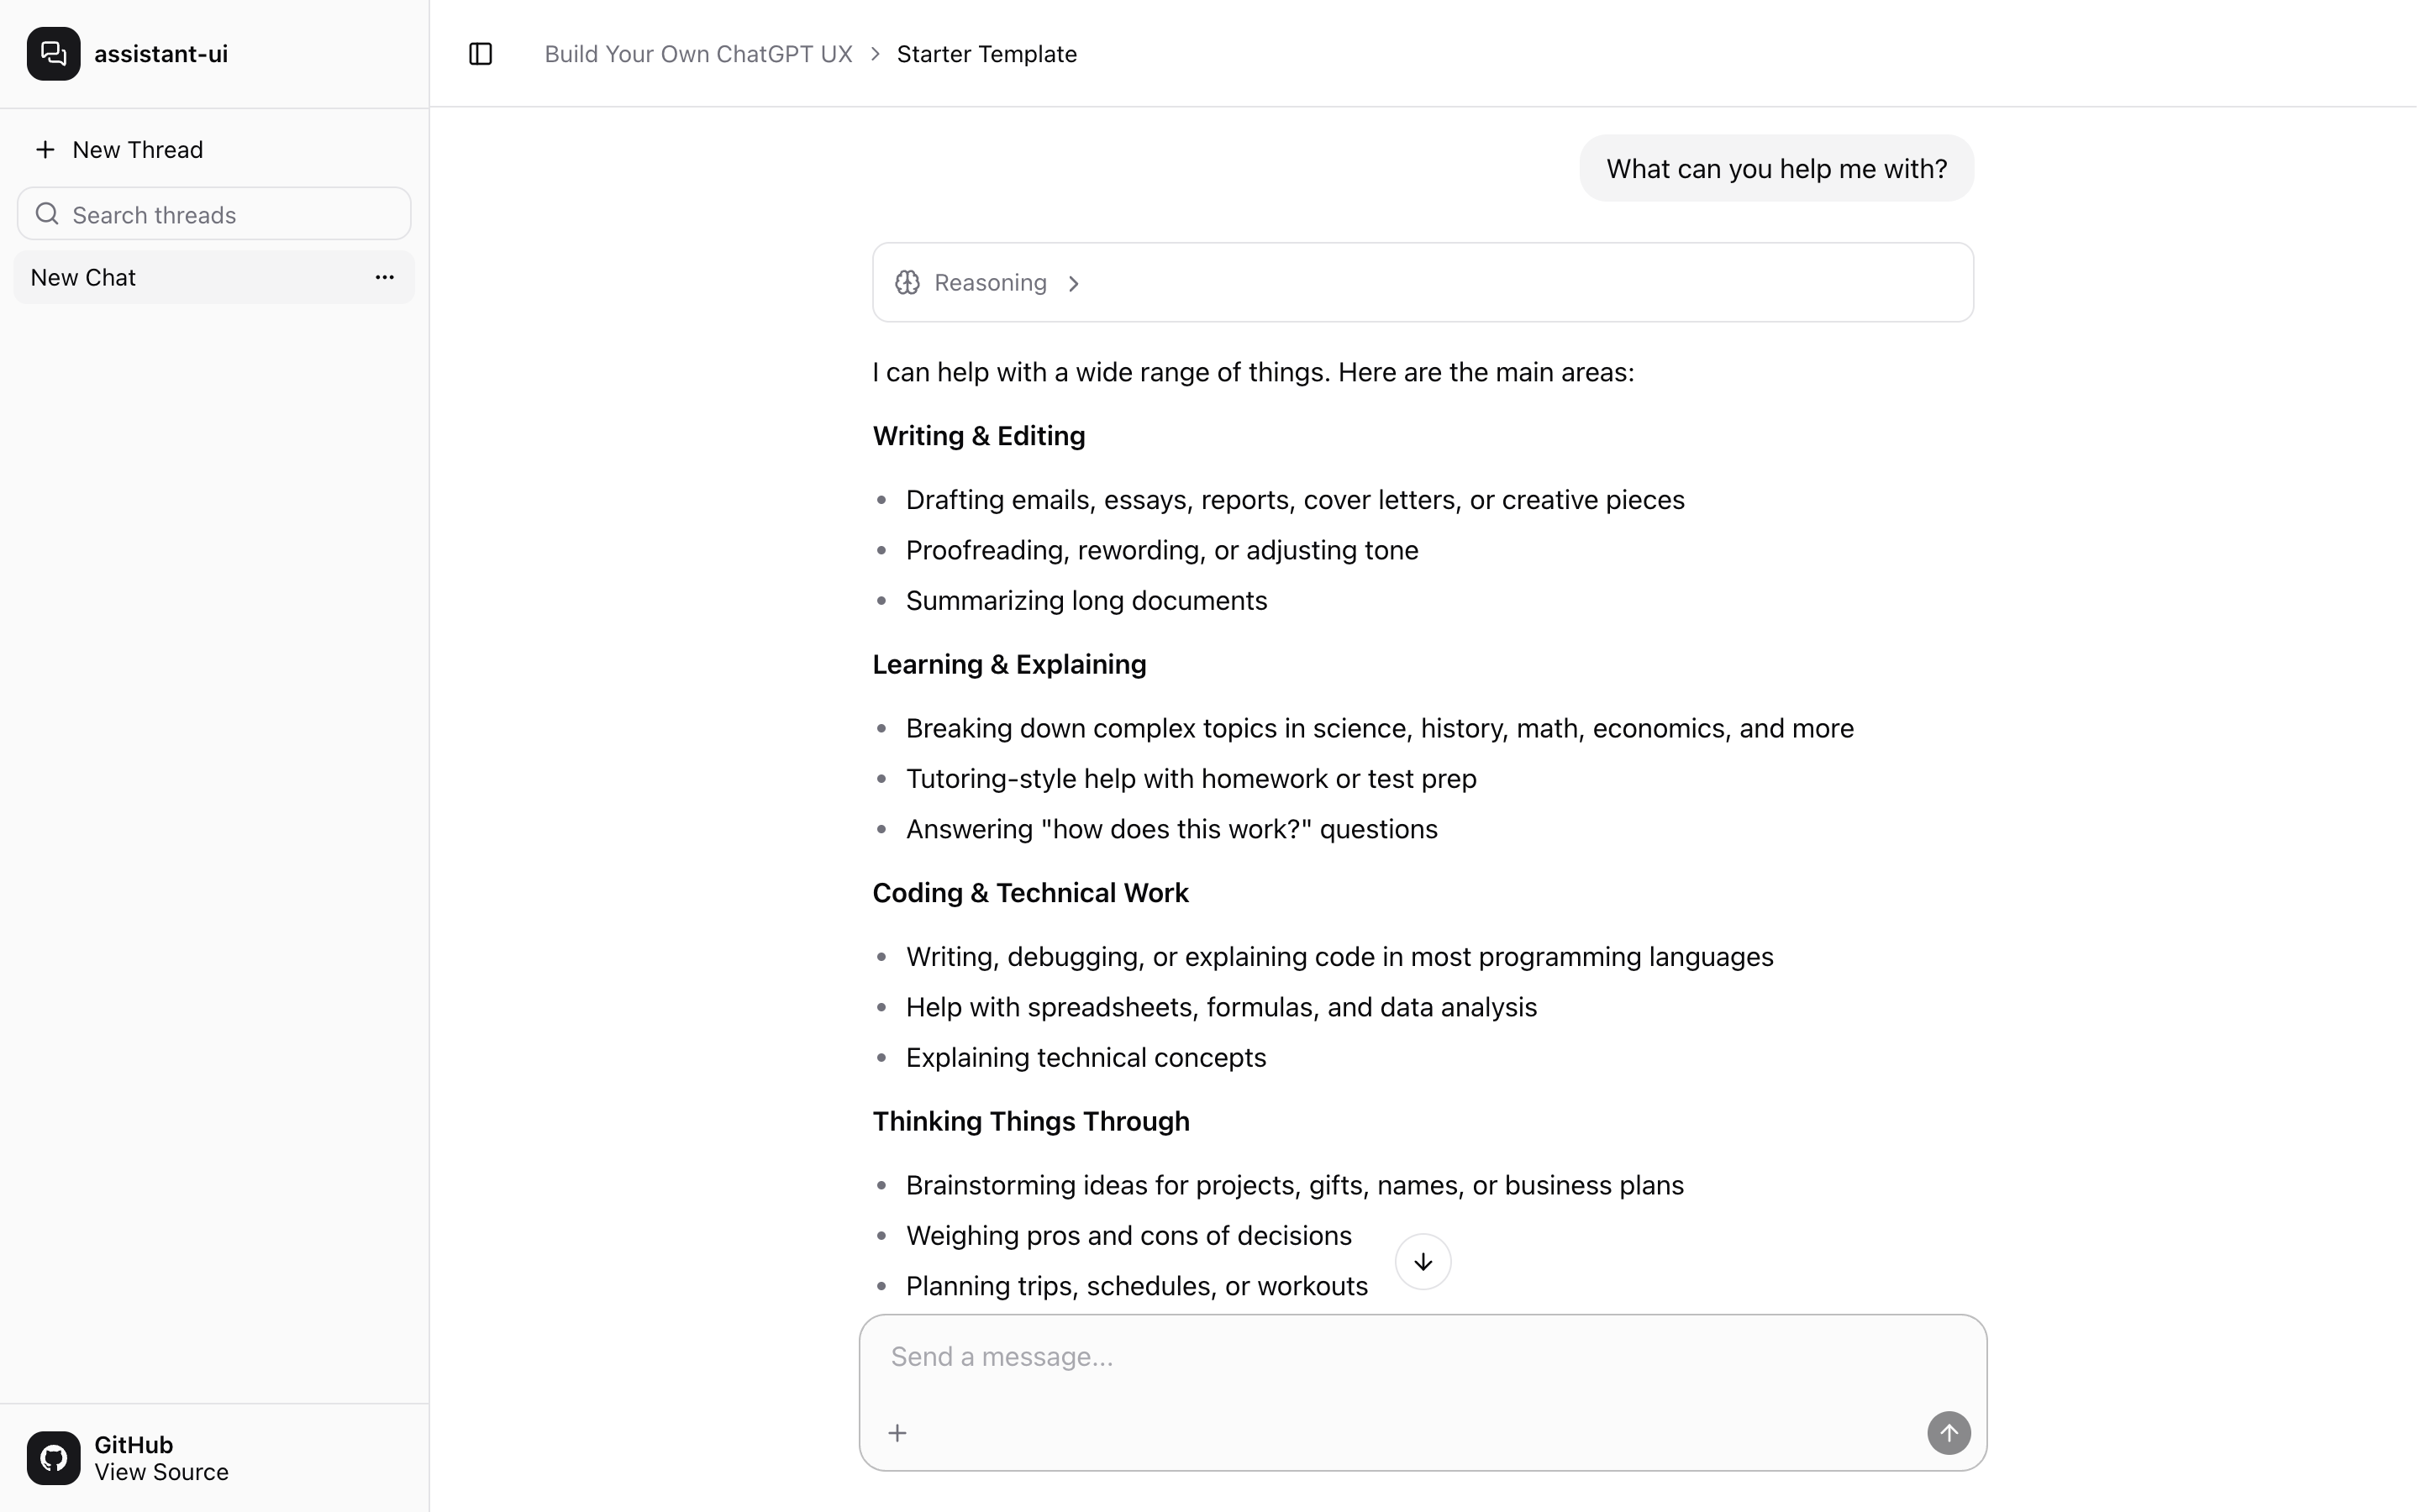 assistant-ui
New Thread
Search threads
New Chat
GitHub
View Source
Build Your Own ChatGPT UX > Starter Template
What can you help me with?
Reasoning
I can help with a wide range of things. Here are the main areas:
Writing & Editing
• Drafting emails, essays, reports, cover letters, or creative pieces
• Proofreading, rewording, or adjusting tone
• Summarizing long documents
Learning & Explaining
• Breaking down complex topics in science, history, math, economics, and more
• Tutoring-style help with homework or test prep
• Answering "how does this work?" questions
Coding & Technical Work
• Writing, debugging, or explaining code in most programming languages
• Help with spreadsheets, formulas, and data analysis
• Explaining technical concepts
Thinking Things Through
• Brainstorming ideas for projects, gifts, names, or business plans
• Weighing pros and cons of decisions
• Planning trips, schedules, or workouts
Send a message...